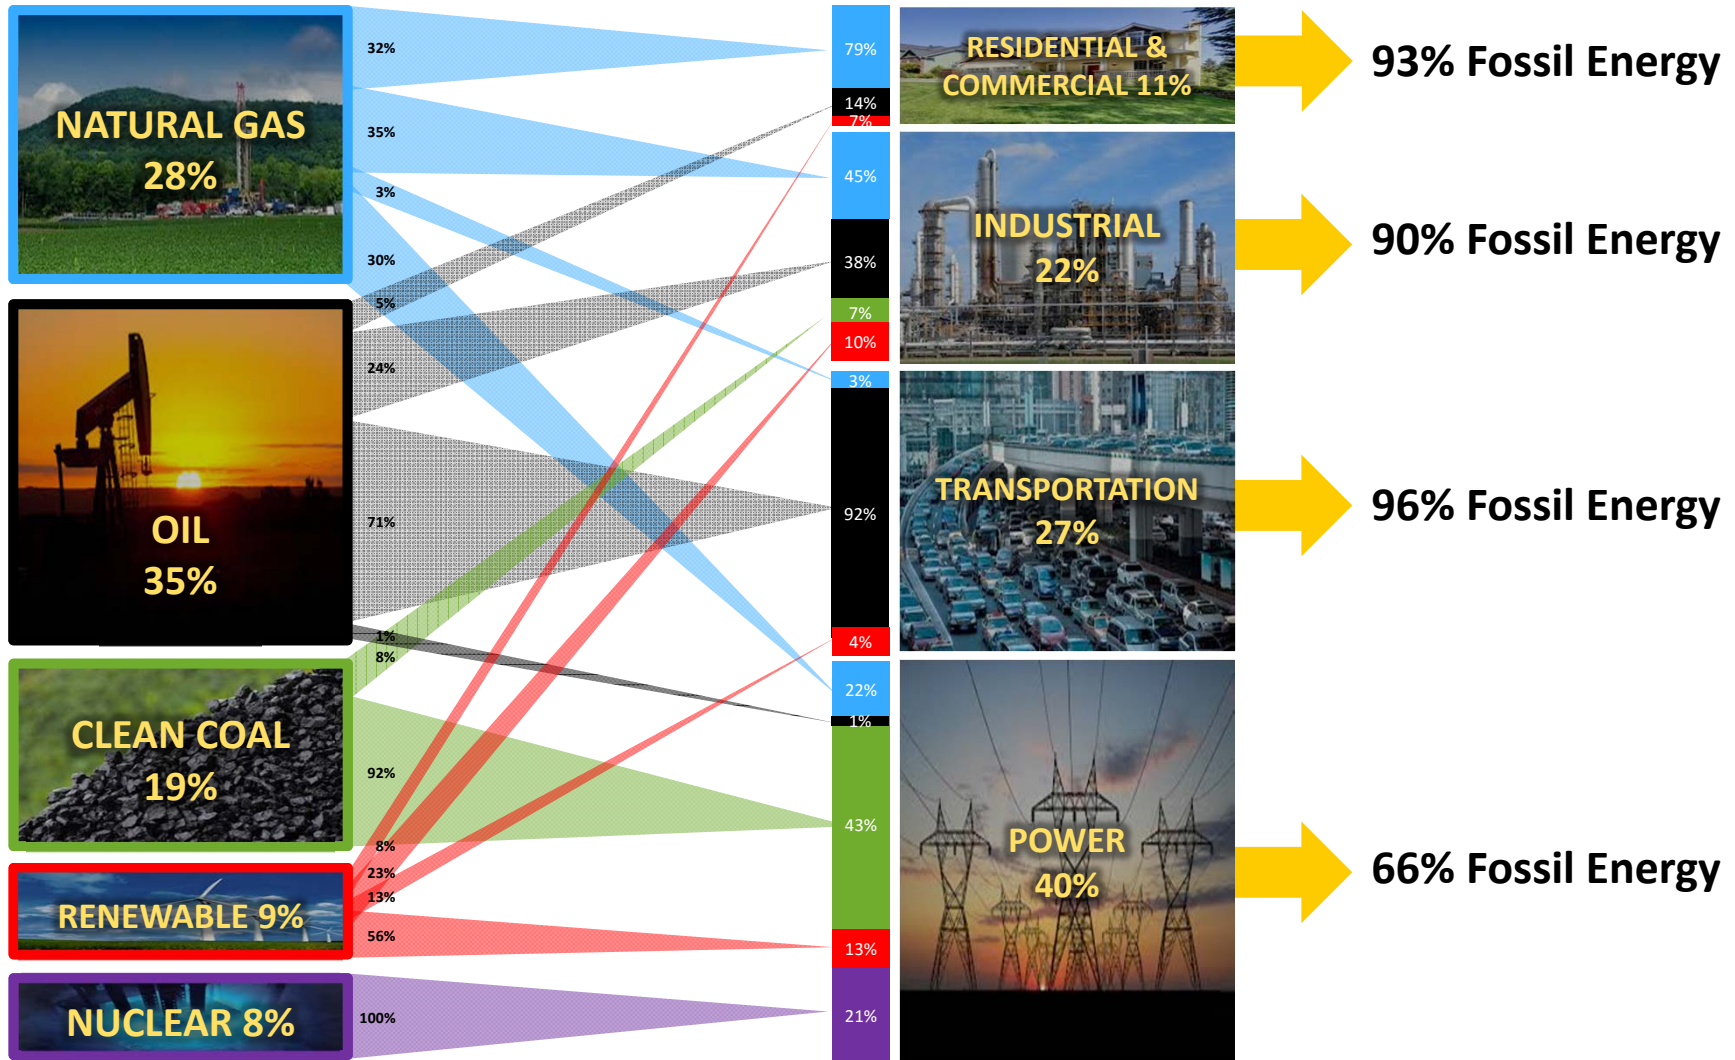 NATURAL GAS
28%
32%
35%
3%
30%
OIL
35%
5%
24%
71%
1%
CLEAN COAL
19%
8%
92%
RENEWABLE 9%
8%
23%
13%
56%
NUCLEAR 8%
100%
79%
14%
7%
RESIDENTIAL &
COMMERCIAL 11%
93% Fossil Energy
45%
38%
7%
10%
INDUSTRIAL
22%
90% Fossil Energy
3%
92%
4%
TRANSPORTATION
27%
96% Fossil Energy
22%
1%
43%
13%
21%
POWER
40%
66% Fossil Energy